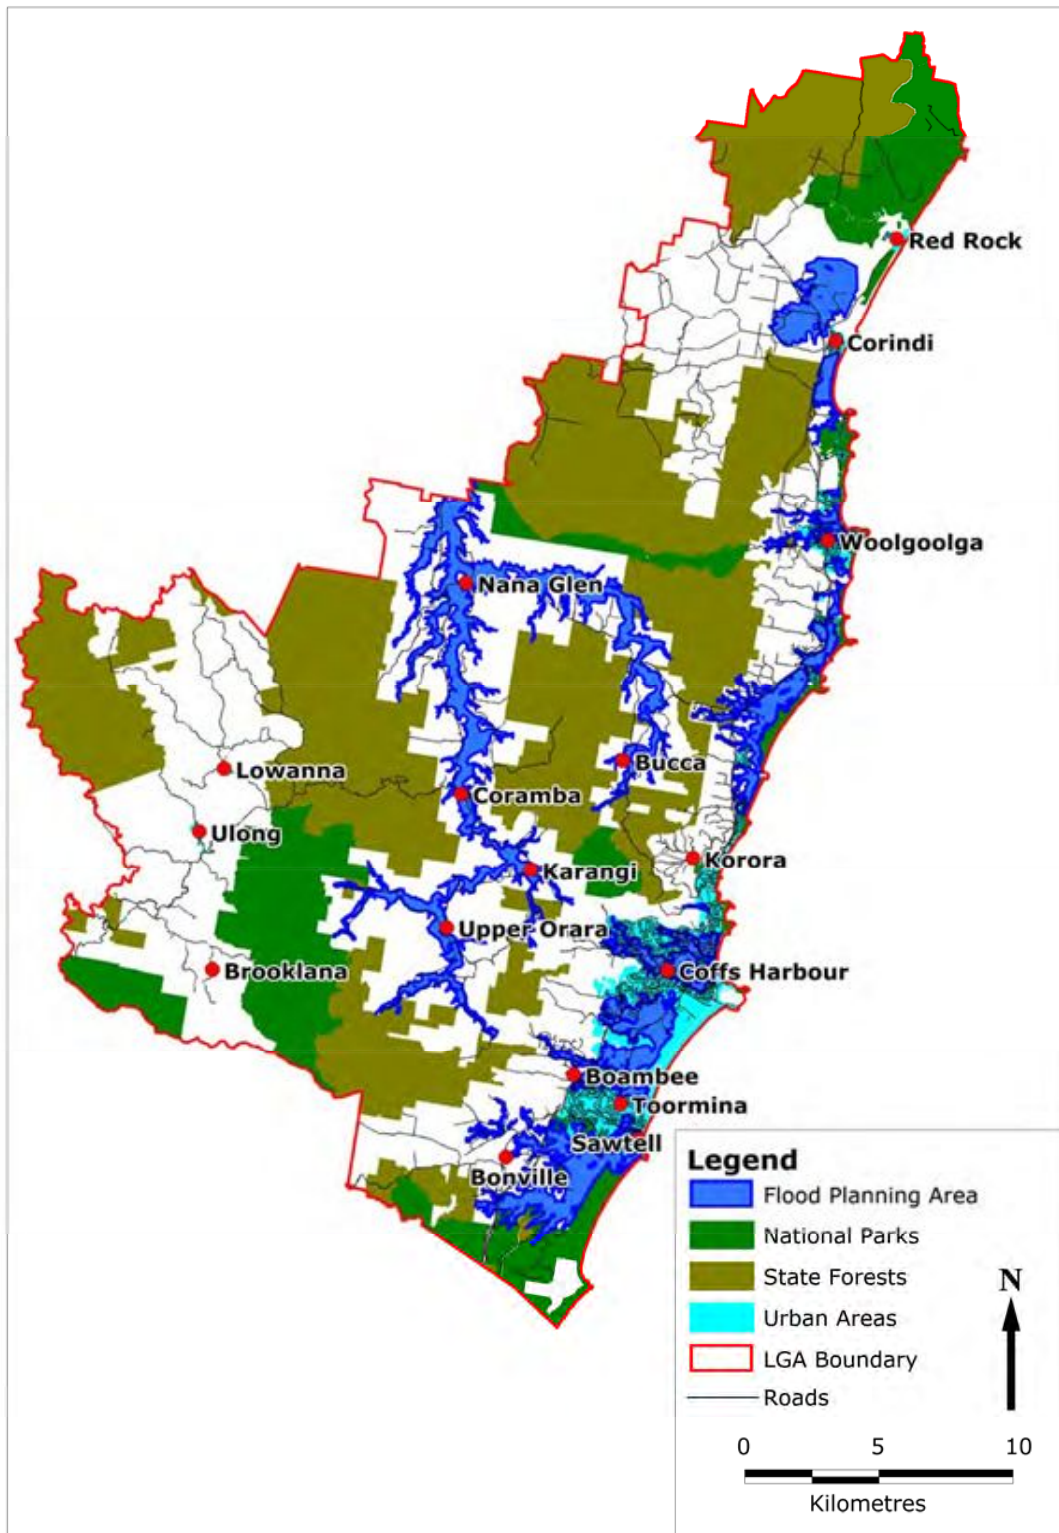 Red Rock
Corindi
Woolgoolga
Nana Glen
Bucca
Lowanna
Coramba
Ulong
Korora
Karangi
Upper Orara
Brooklana
Coffs Harbour
Boambee
Toormina
Sawtell
Bonville
Legend
Flood Planning Area
National Parks
State Forests
Urban Areas
LGA Boundary
Roads
N
0 5 10
Kilometres